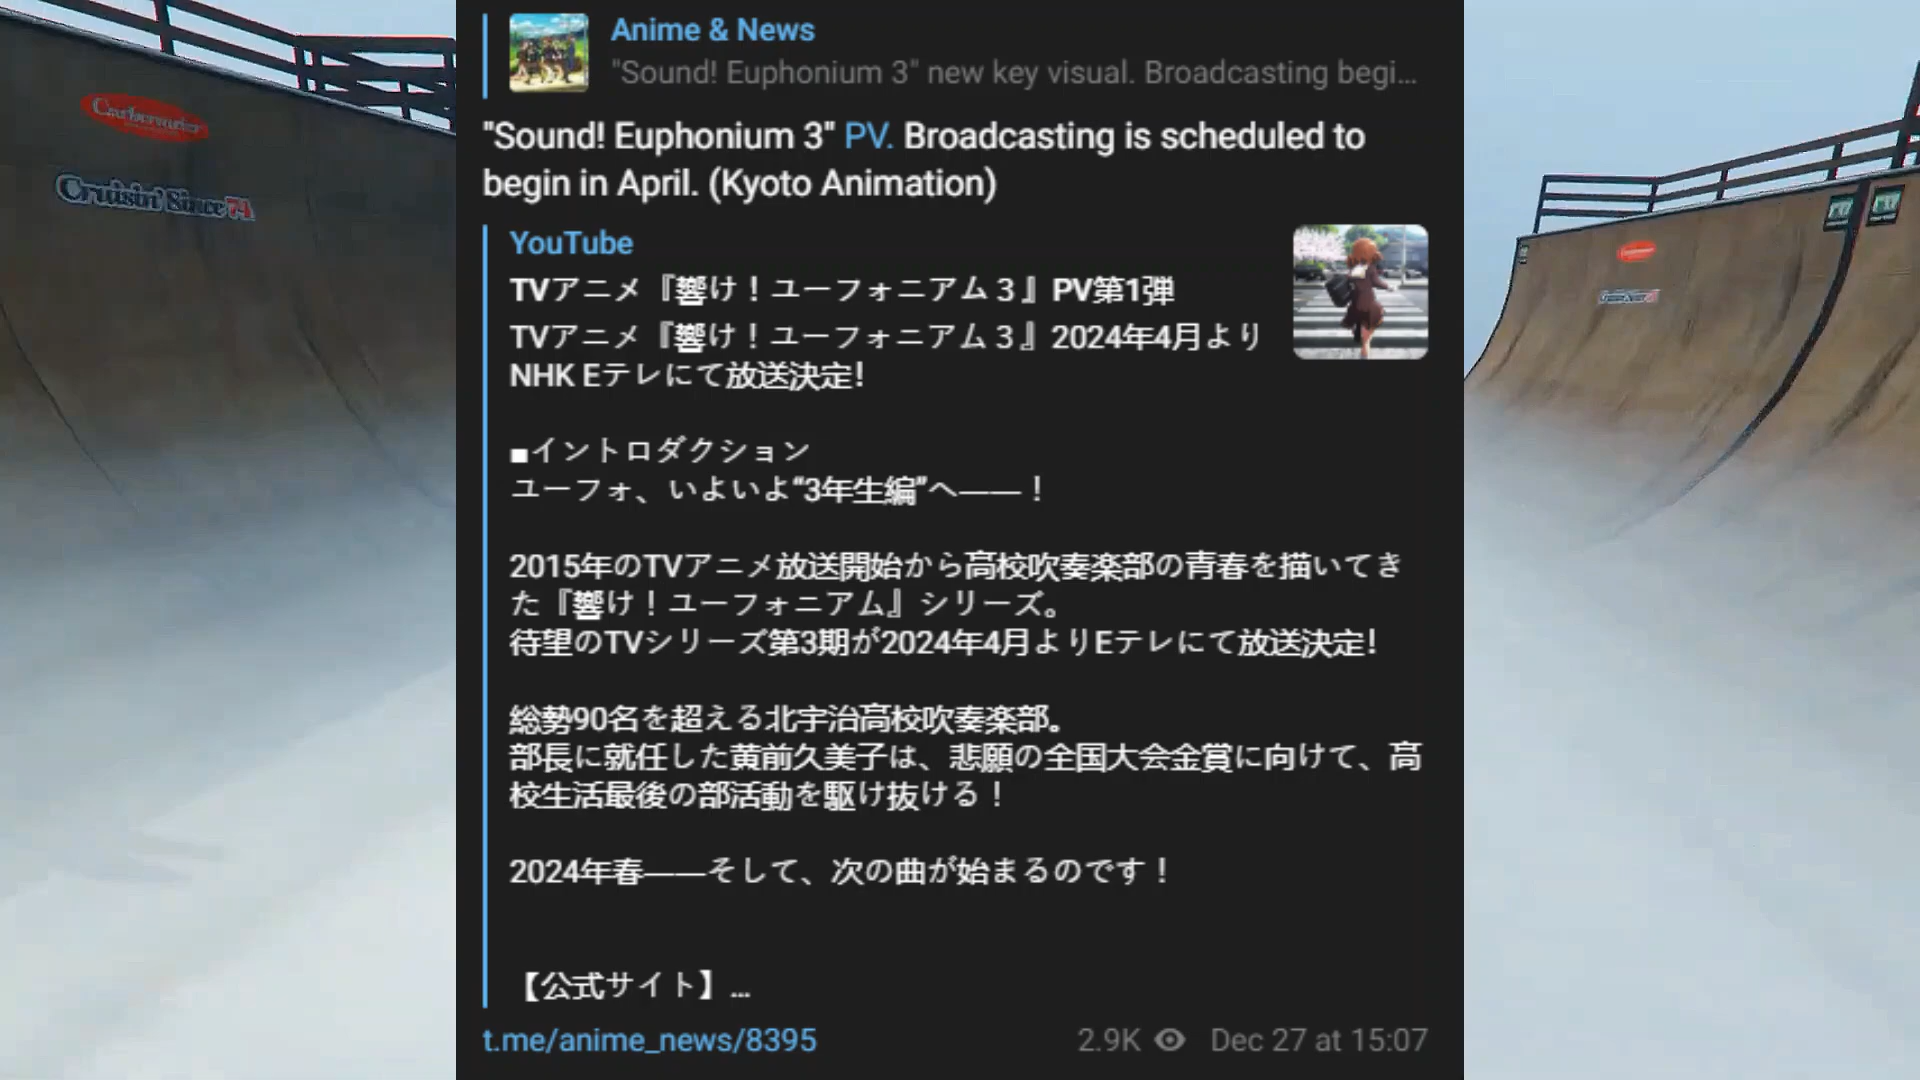 Anime & News
"Sound! Euphonium 3" new key visual. Broadcasting begi...
"Sound! Euphonium 3" PV. Broadcasting is scheduled to
begin in April. (Kyoto Animation)
YouTube
TVアニメ『響け！ユーフォニアム３』PV第1弾
TVアニメ『響け！ユーフォニアム３』2024年4月より
NHK Eテレにて放送決定!
■イントロダクション
ユーフォ、いよいよ“3年生編”へ——！
2015年のTVアニメ放送開始から高校吹奏楽部の青春を描いてき
た『響け！ユーフォニアム』シリーズ。
待望のTVシリーズ第3期が2024年4月よりEテレにて放送決定!
総勢90名を超える北宇治高校吹奏楽部。
部長に就任した黄前久美子は、悲願の全国大会金賞に向けて、高
校生活最後の部活動を駆け抜ける！
2024年春——そして、次の曲が始まるのです！
【公式サイト】...
t.me/anime_news/8395
2.9K Dec 27 at 15:07
Cruisin' Since 74